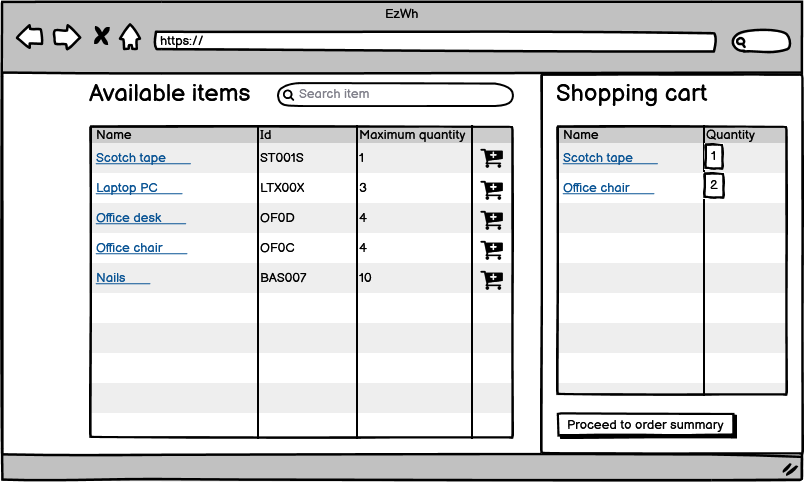 EzWh
https://
Available items
Search item
Name Id Maximum quantity
Scotch tape ST001S 1
Laptop PC LTX00X 3
Office desk OF0D 4
Office chair OF0C 4
Nails BAS007 10
Shopping cart
Name Quantity
Scotch tape 1
Office chair 2
Proceed to order summary